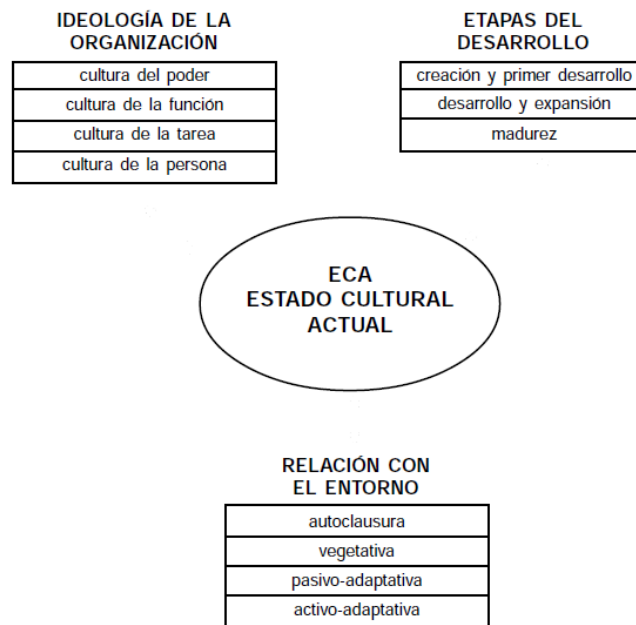 IDEOLOGÍA DE LA
ORGANIZACIÓN
cultura del poder
cultura de la función
cultura de la tarea
cultura de la persona
ETAPAS DEL
DESARROLLO
creación y primer desarrollo
desarrollo y expansión
madurez
ECA
ESTADO CULTURAL
ACTUAL
RELACIÓN CON
EL ENTORNO
autoclausura
vegetativa
pasivo-adaptativa
activo-adaptativa